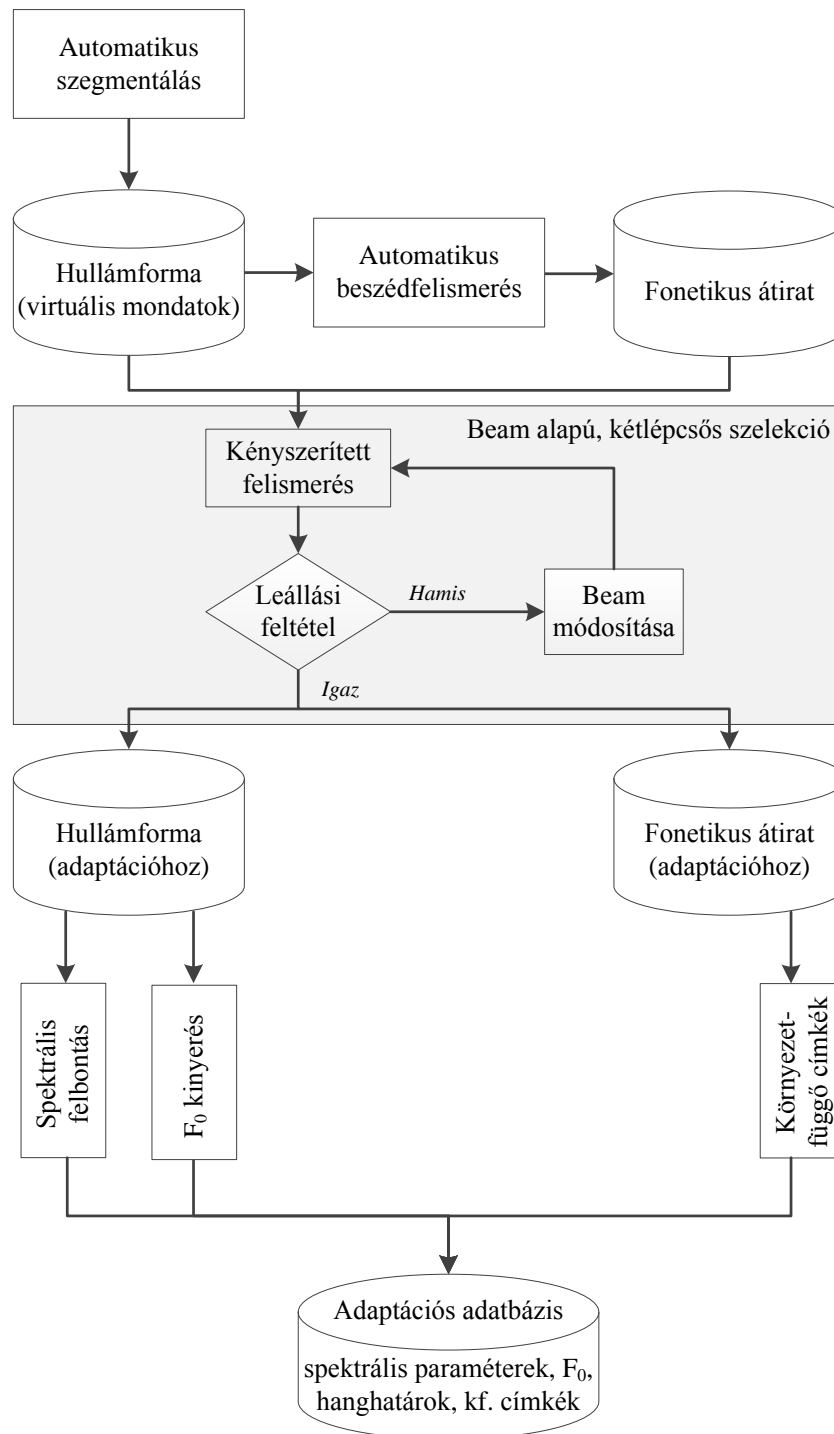 Automatikus
szegmentálás
Hullámforma
(virtuális mondatok)
Automatikus
beszédfelismerés
Fonetikus átirat
Beam alapú, kétlépcsős szelekció
Kényszerített
felismerés
Leállási
feltétel
Hamis
Beam
módosítása
Igaz
Hullámforma
(adaptációhoz)
Fonetikus átirat
(adaptációhoz)
Spektrális
felbontás
F₀ kinyerés
Környezet-
függő címkék
Adaptációs adatbázis
spektrális paraméterek, F₀,
hanghatárok, kf. címkék